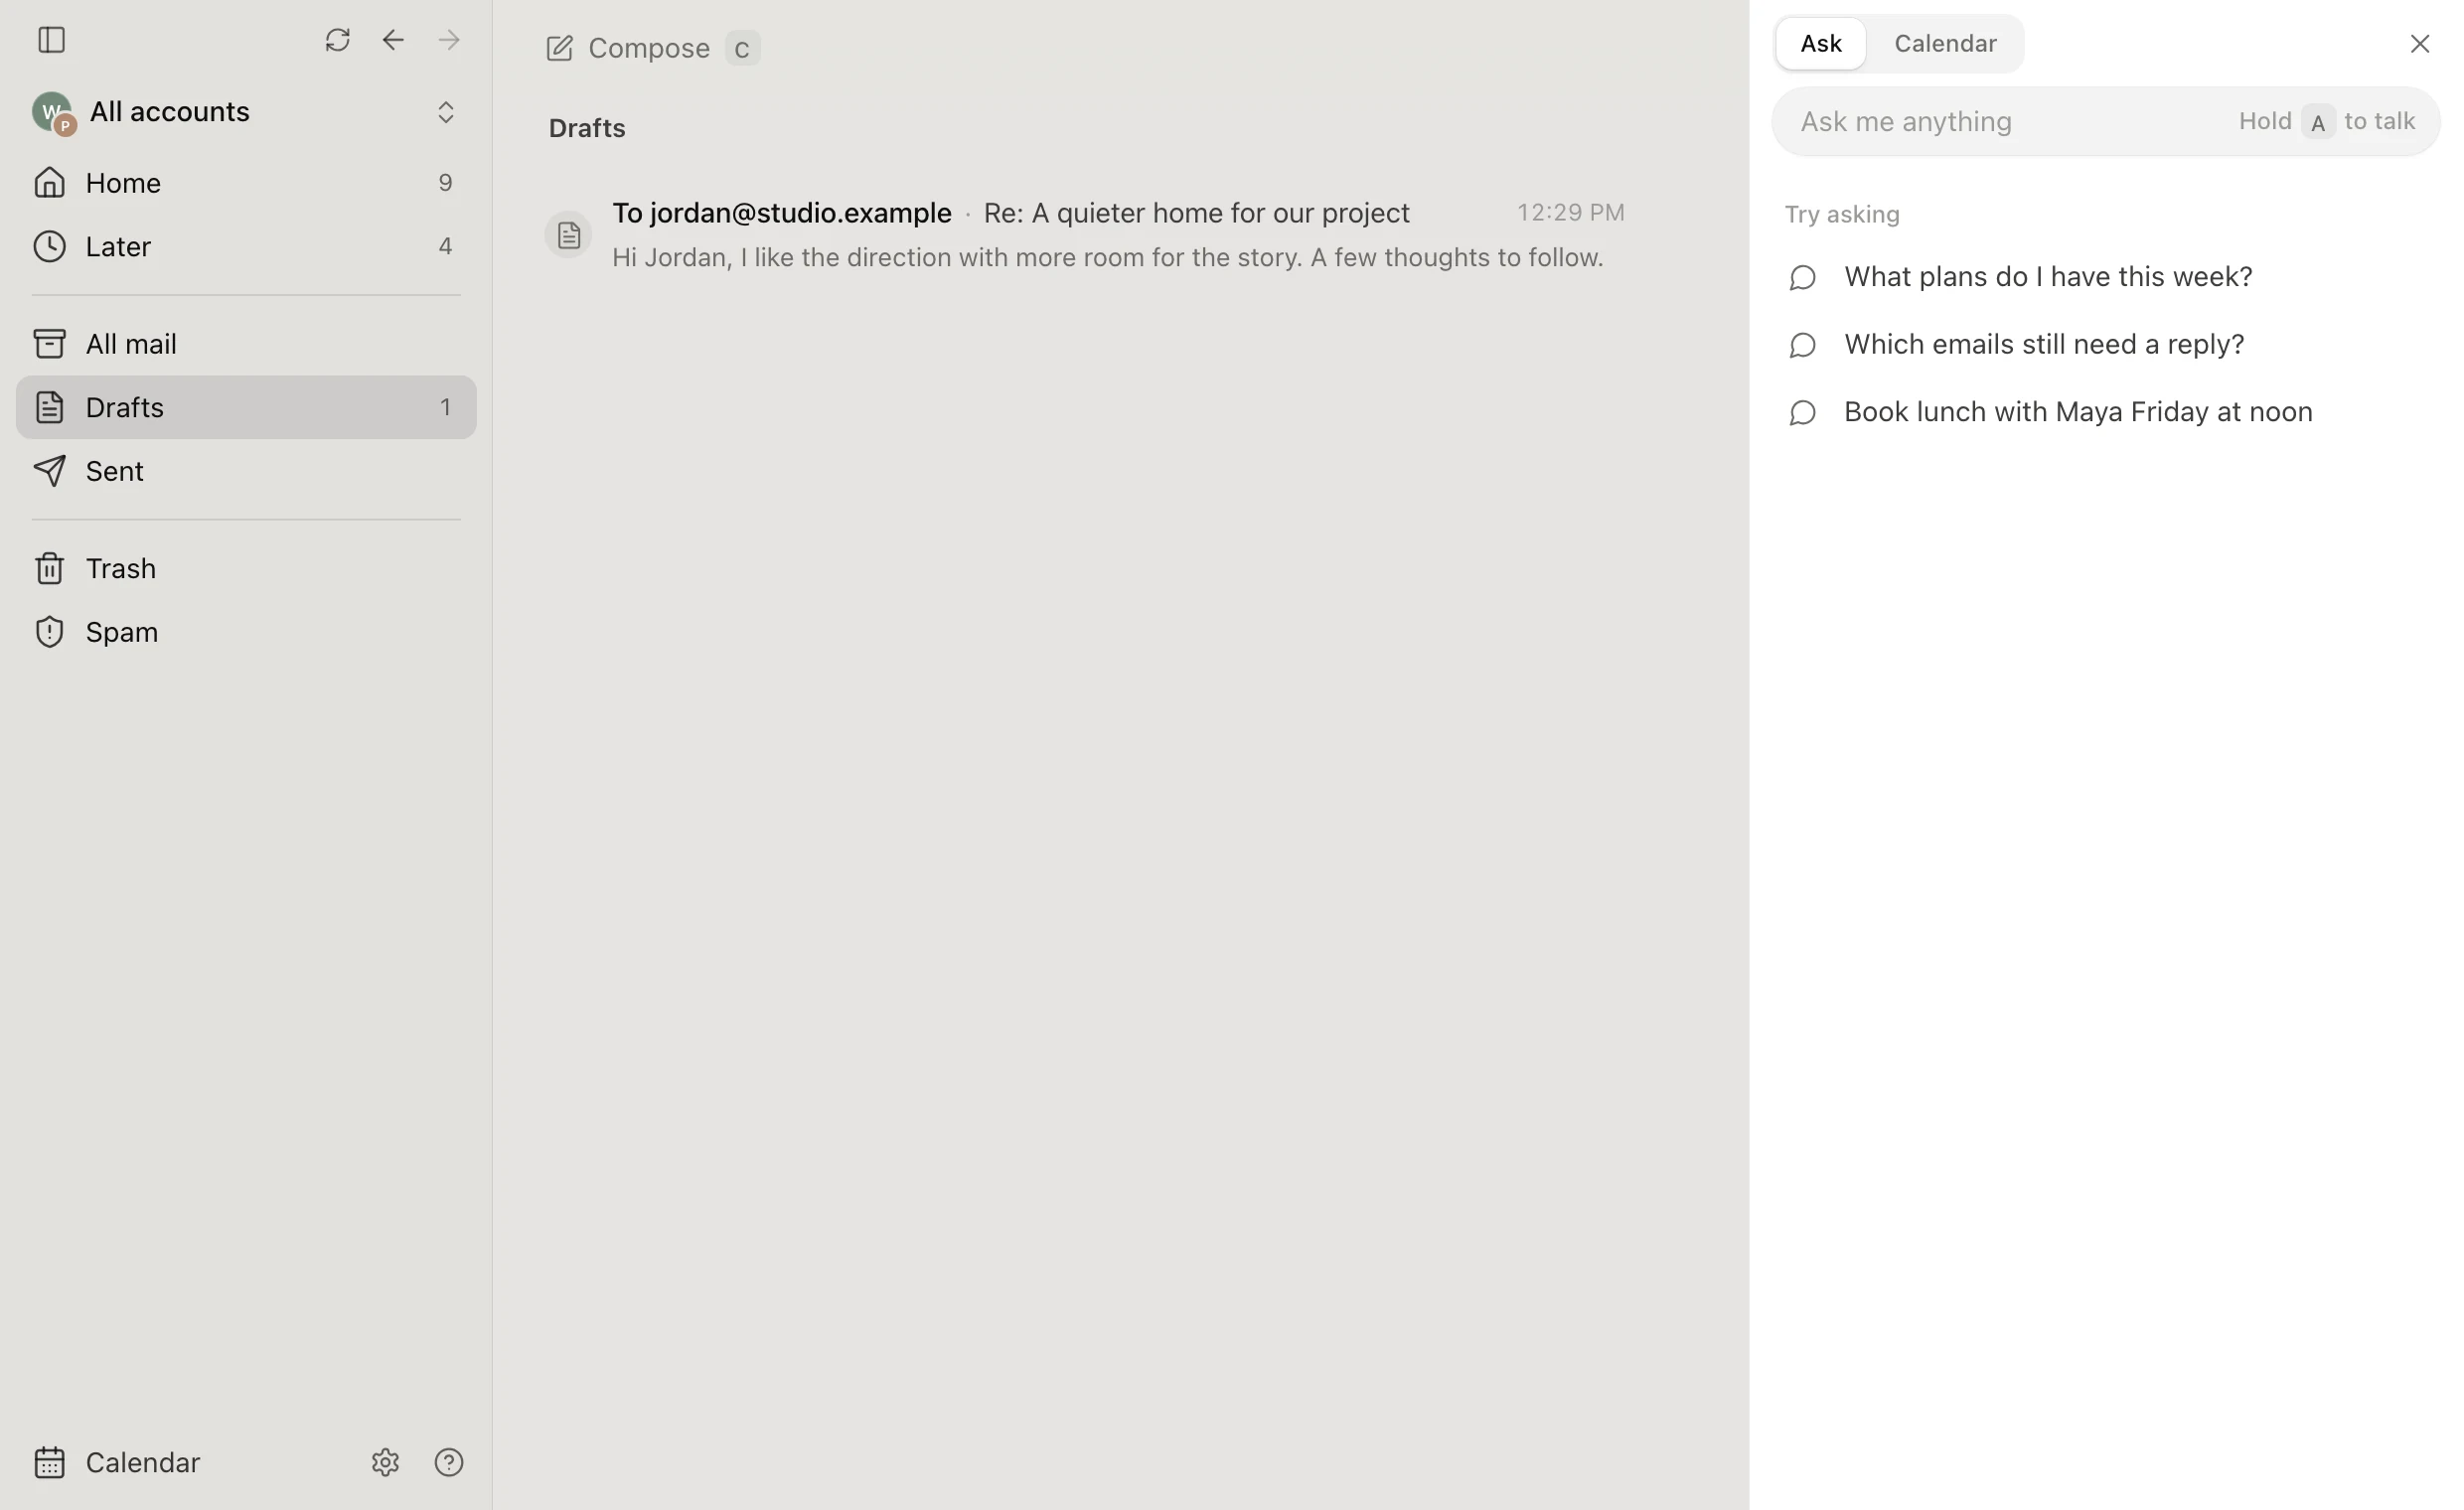 W
P
All accounts
Home 9
Later 4
All mail
Drafts 1
Sent
Trash
Spam
Calendar
Compose C
Drafts
To jordan@studio.example · Re: A quieter home for our project 12:29 PM
Hi Jordan, I like the direction with more room for the story. A few thoughts to follow.
Ask Calendar
Ask me anything Hold A to talk
Try asking
What plans do I have this week?
Which emails still need a reply?
Book lunch with Maya Friday at noon